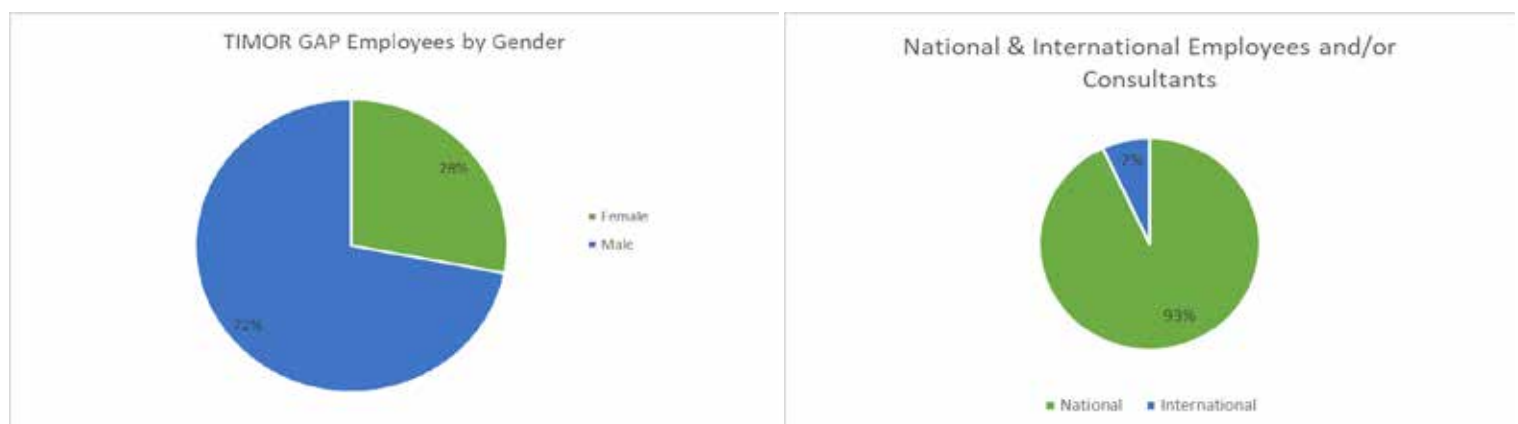 TIMOR GAP Employees by Gender
28%
72%
Female
Male
National & International Employees and/or
Consultants
7%
93%
National International